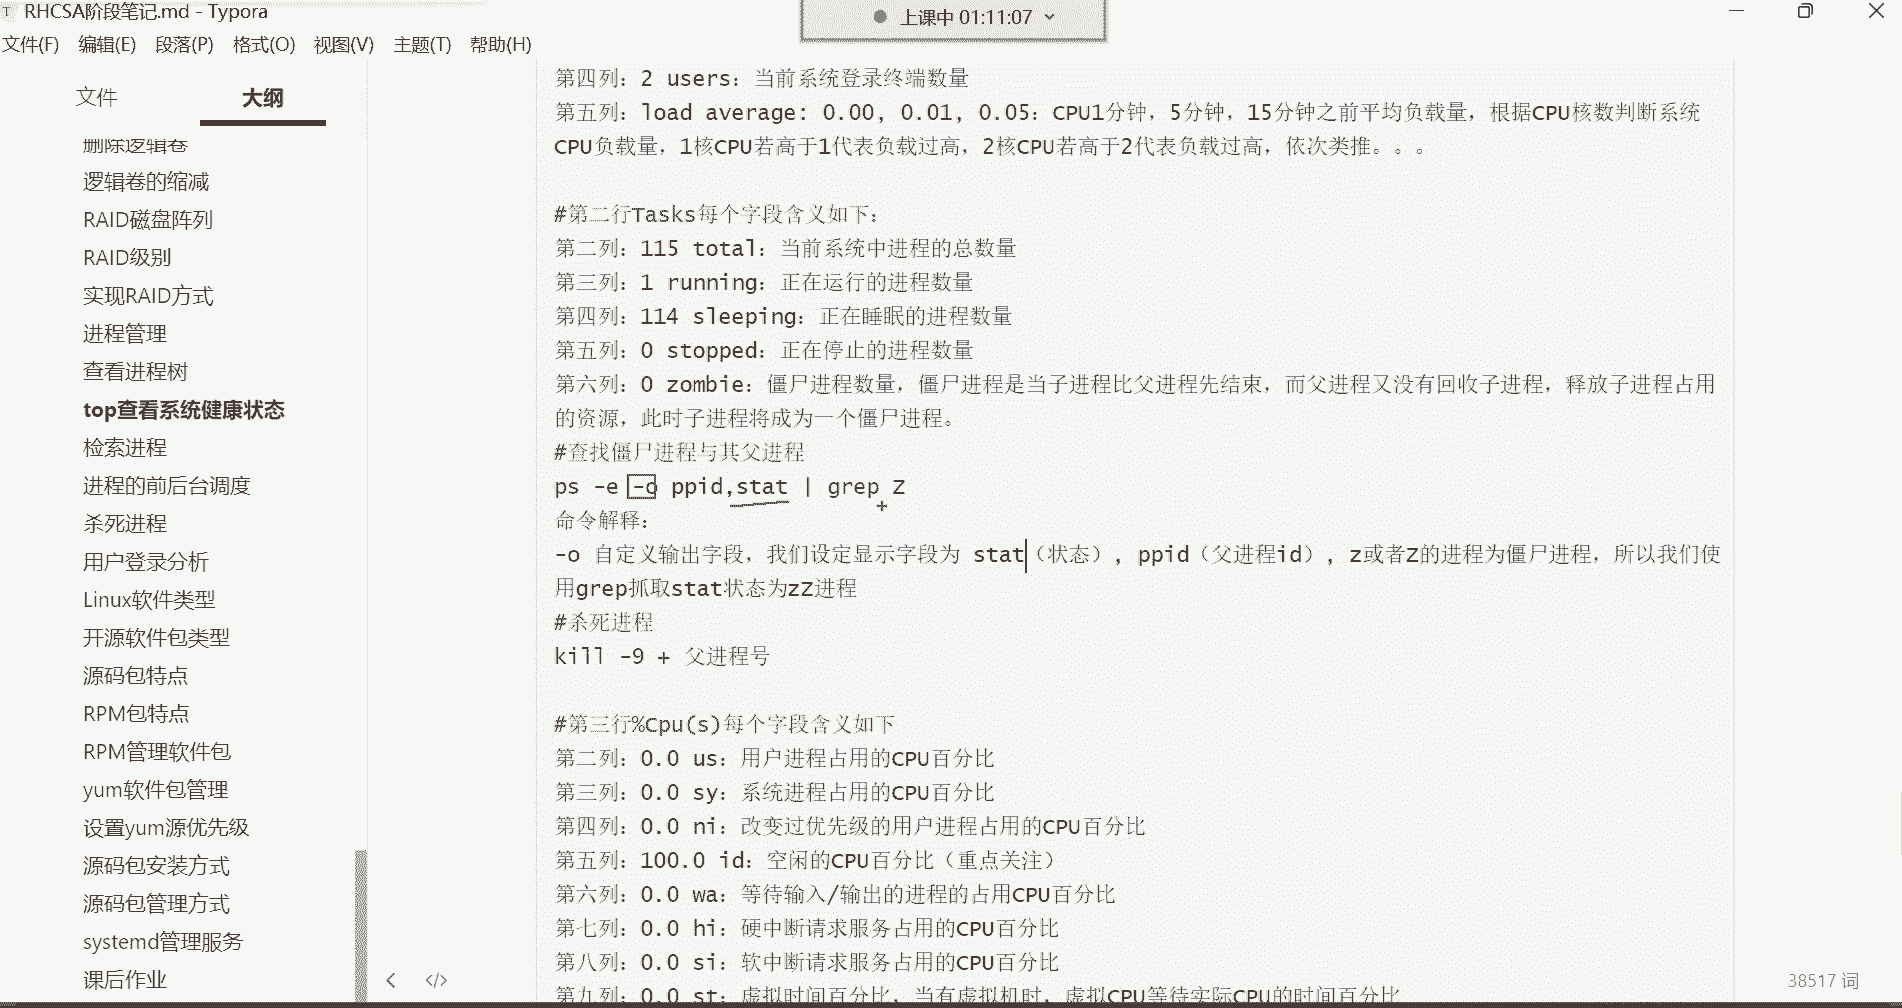 RHCSA阶段笔记.md - Typora
上课中 01:11:07
文件(F) 编辑(E) 段落(P) 格式(O) 视图(V) 主题(T) 帮助(H)
文件 大纲
删除逻辑卷
逻辑卷的缩减
RAID磁盘阵列
RAID级别
实现RAID方式
进程管理
查看进程树
top查看系统健康状态
检索进程
进程的前后台调度
杀死进程
用户登录分析
Linux软件类型
开源软件包类型
源码包特点
RPM包特点
RPM管理软件包
yum软件包管理
设置yum源优先级
源码包安装方式
源码包管理方式
systemd管理服务
课后作业
第四列：2 users：当前系统登录终端数量
第五列：load average: 0.00, 0.01, 0.05：CPU1分钟，5分钟，15分钟之前平均负载量，根据CPU核数判断系统
CPU负载量，1核CPU若高于1代表负载过高，2核CPU若高于2代表负载过高，依次类推。。。
#第二行Tasks每个字段含义如下：
第二列：115 total：当前系统中进程的总数量
第三列：1 running：正在运行的进程数量
第四列：114 sleeping：正在睡眠的进程数量
第五列：0 stopped：正在停止的进程数量
第六列：0 zombie：僵尸进程数量，僵尸进程是当子进程比父进程先结束，而父进程又没有回收子进程，释放子进程占用
的资源，此时子进程将成为一个僵尸进程。
#查找僵尸进程与其父进程
ps -e -o ppid,stat | grep Z
命令解释：
-o 自定义输出字段，我们设定显示字段为 stat（状态）, ppid（父进程id）, z或者Z的进程为僵尸进程，所以我们使
用grep抓取stat状态为zZ进程
#杀死进程
kill -9 + 父进程号
#第三行%Cpu(s)每个字段含义如下
第二列：0.0 us：用户进程占用的CPU百分比
第三列：0.0 sy：系统进程占用的CPU百分比
第四列：0.0 ni：改变过优先级的用户进程占用的CPU百分比
第五列：100.0 id：空闲的CPU百分比（重点关注）
第六列：0.0 wa：等待输入/输出的进程的占用CPU百分比
第七列：0.0 hi：硬中断请求服务占用的CPU百分比
第八列：0.0 si：软中断请求服务占用的CPU百分比
第九列：0.0 st：虚拟时间百分比，当有虚拟机时，虚拟CPU等待实际CPU的时间百分比
38517 词